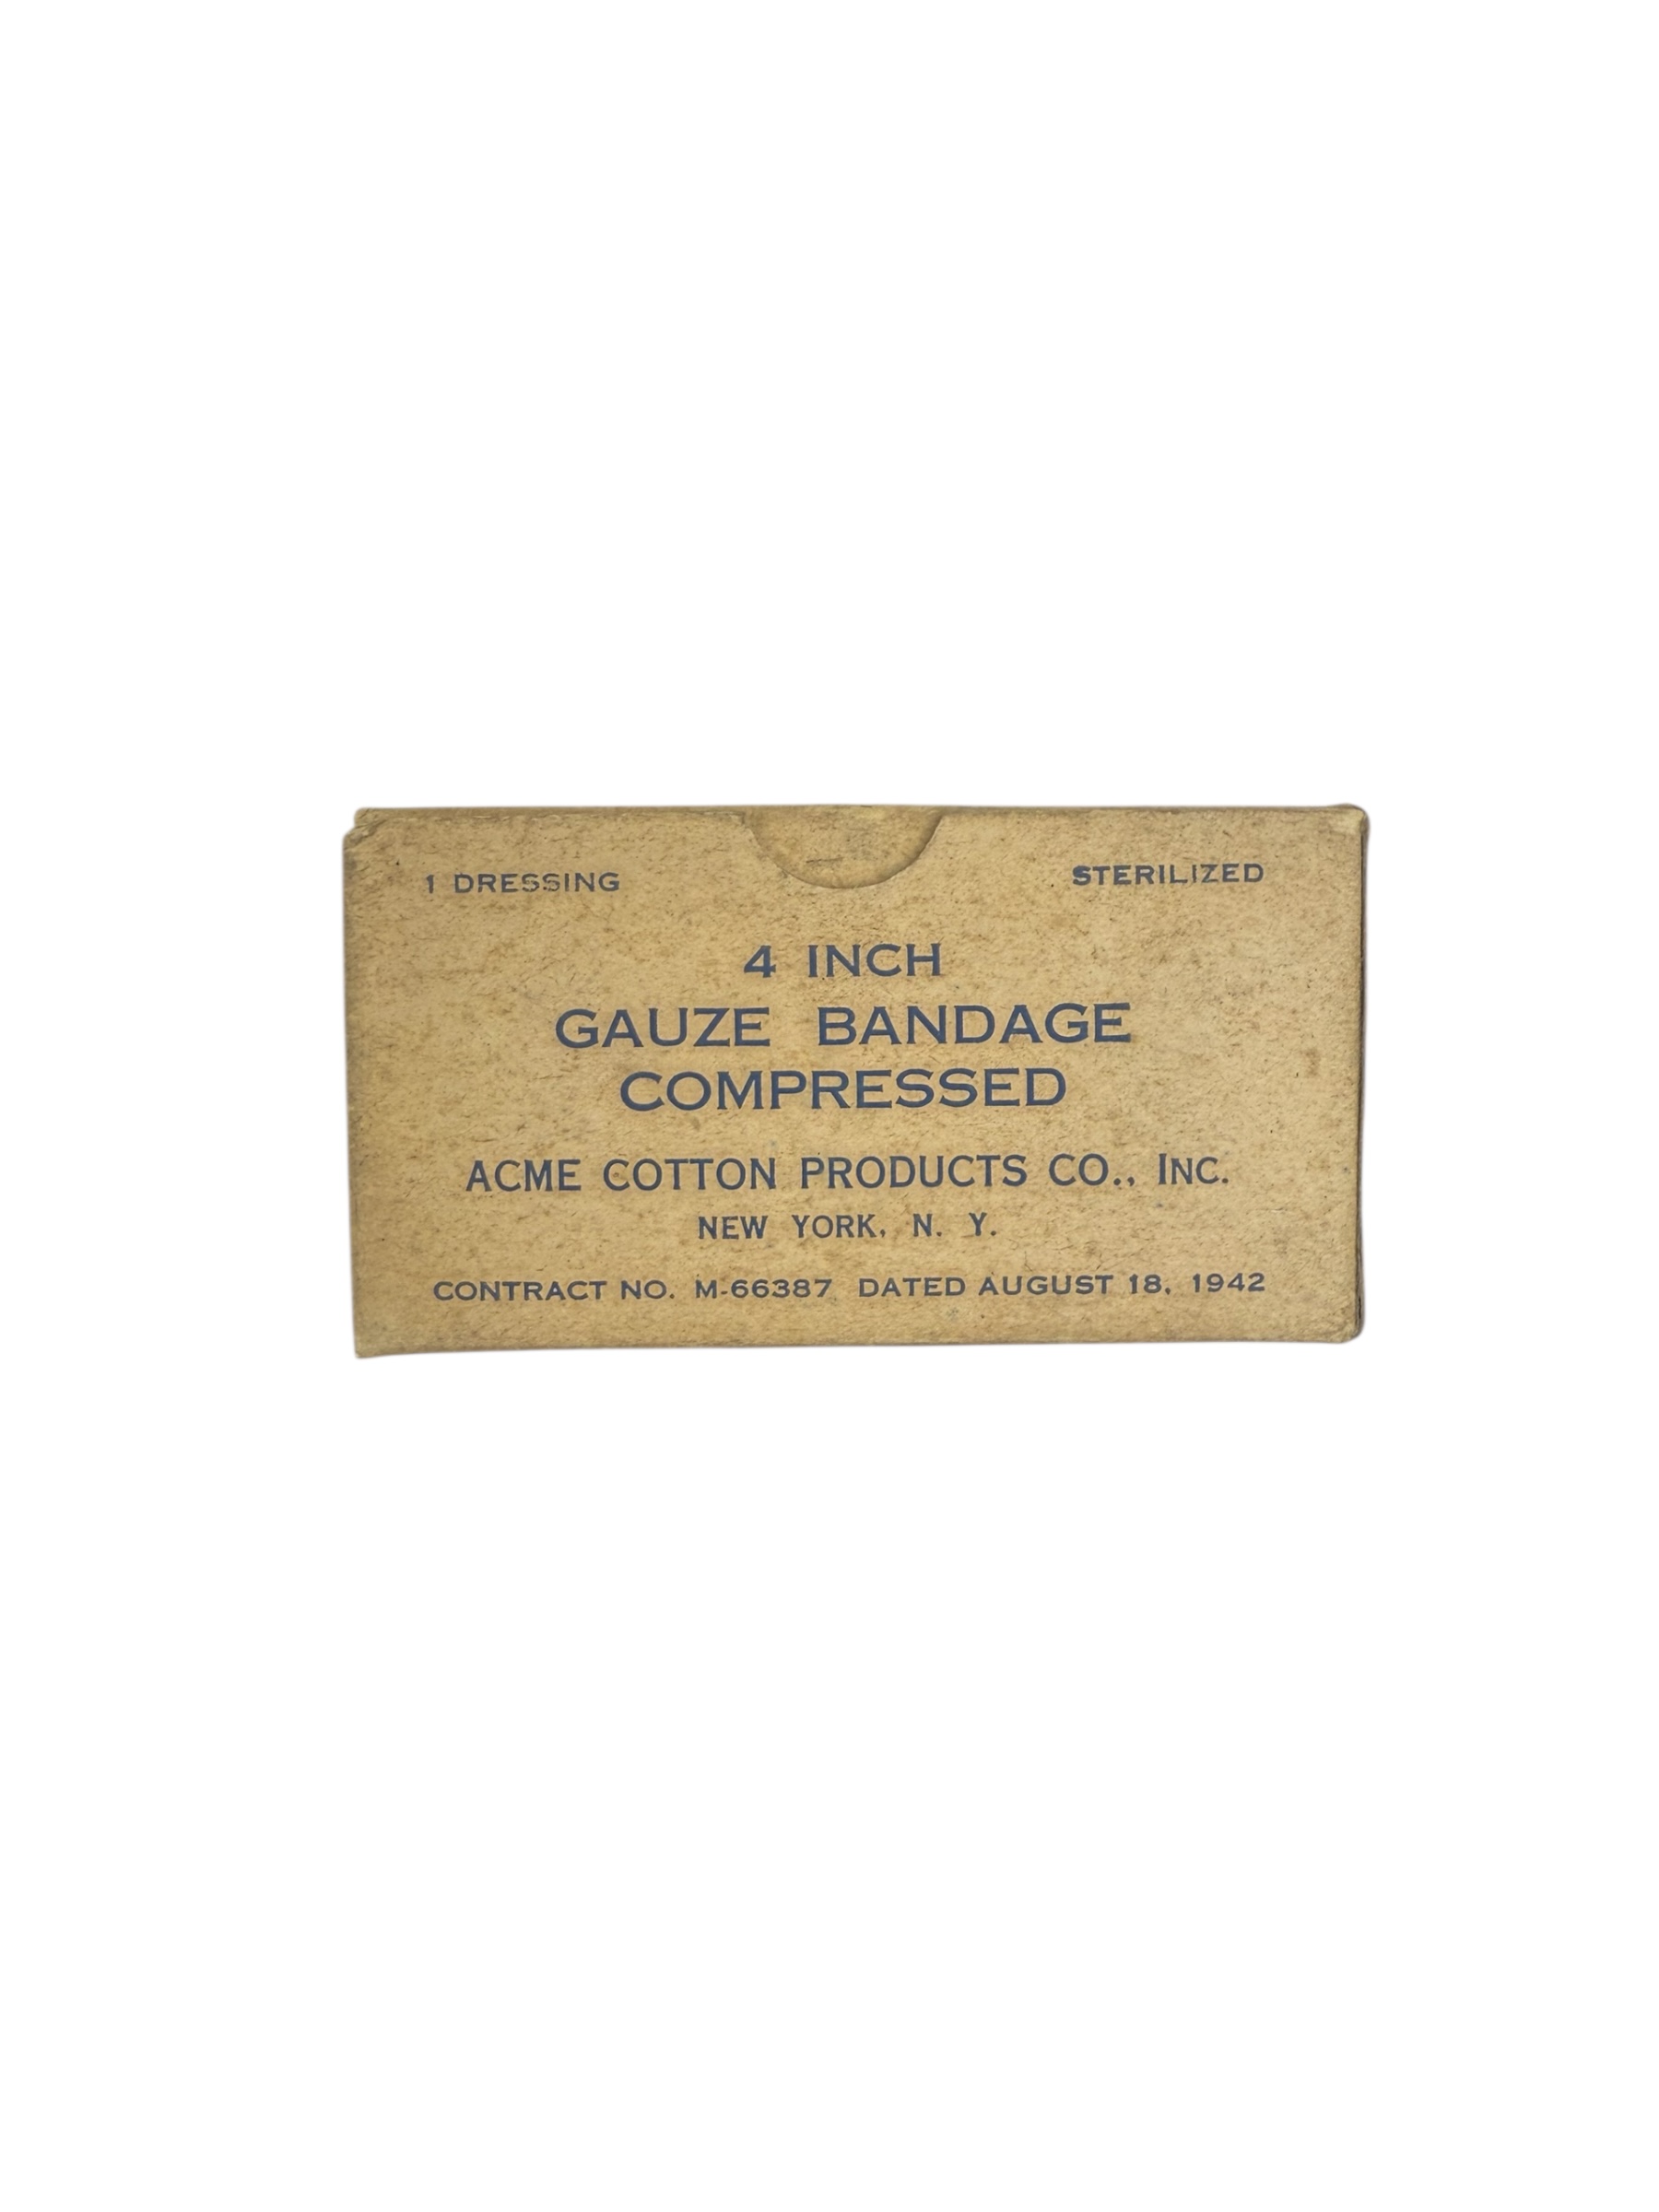 1 DRESSING STERILIZED
4 INCH
GAUZE BANDAGE
COMPRESSED
ACME COTTON PRODUCTS CO., INC.
NEW YORK, N. Y.
CONTRACT NO. M-66387 DATED AUGUST 18, 1942